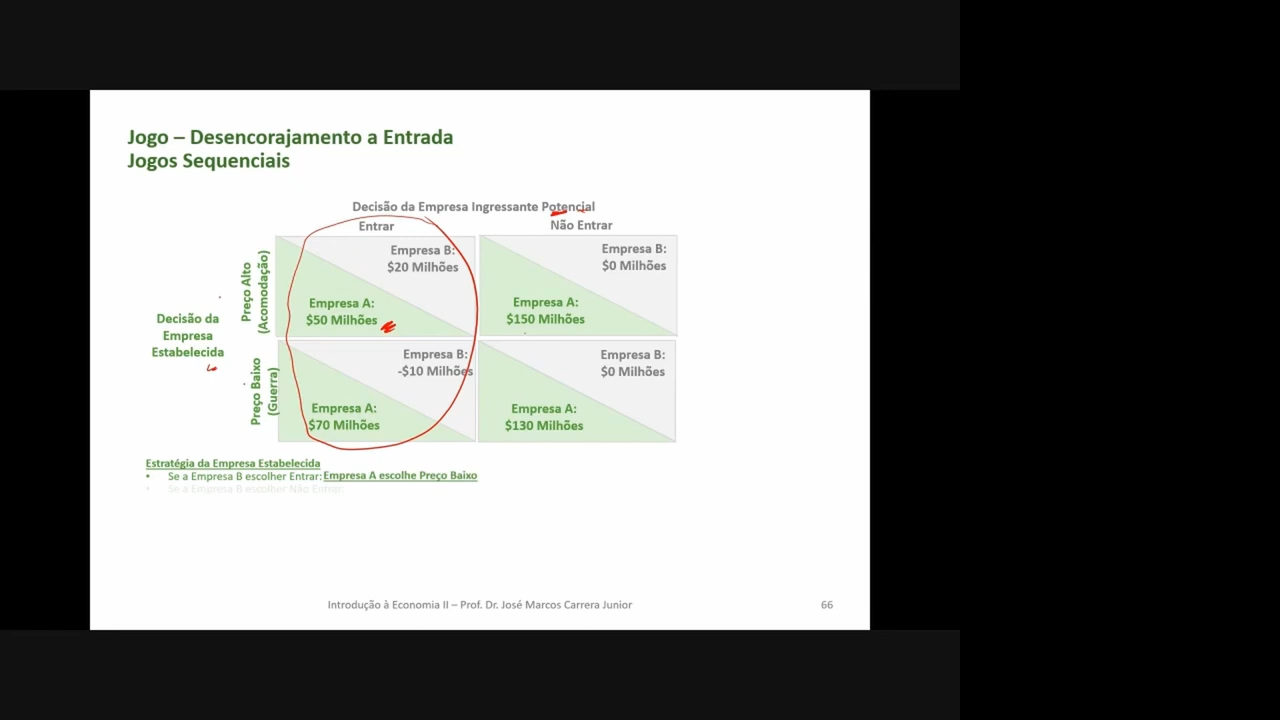 Jogo – Desencorajamento a Entrada
Jogos Sequenciais
Decisão da Empresa Ingressante Potencial
Entrar
Não Entrar
Decisão da
Empresa
Estabelecida
Preço Alto
(Acomodação)
Empresa B:
$20 Milhões
Empresa A:
$50 Milhões
Empresa B:
$0 Milhões
Empresa A:
$150 Milhões
Preço Baixo
(Guerra)
Empresa B:
-$10 Milhões
Empresa A:
$70 Milhões
Empresa B:
$0 Milhões
Empresa A:
$130 Milhões
Estratégia da Empresa Estabelecida
• Se a Empresa B escolher Entrar: Empresa A escolhe Preço Baixo
• Se a Empresa B escolher Não Entrar:
Introdução à Economia II – Prof. Dr. José Marcos Carrera Junior
66